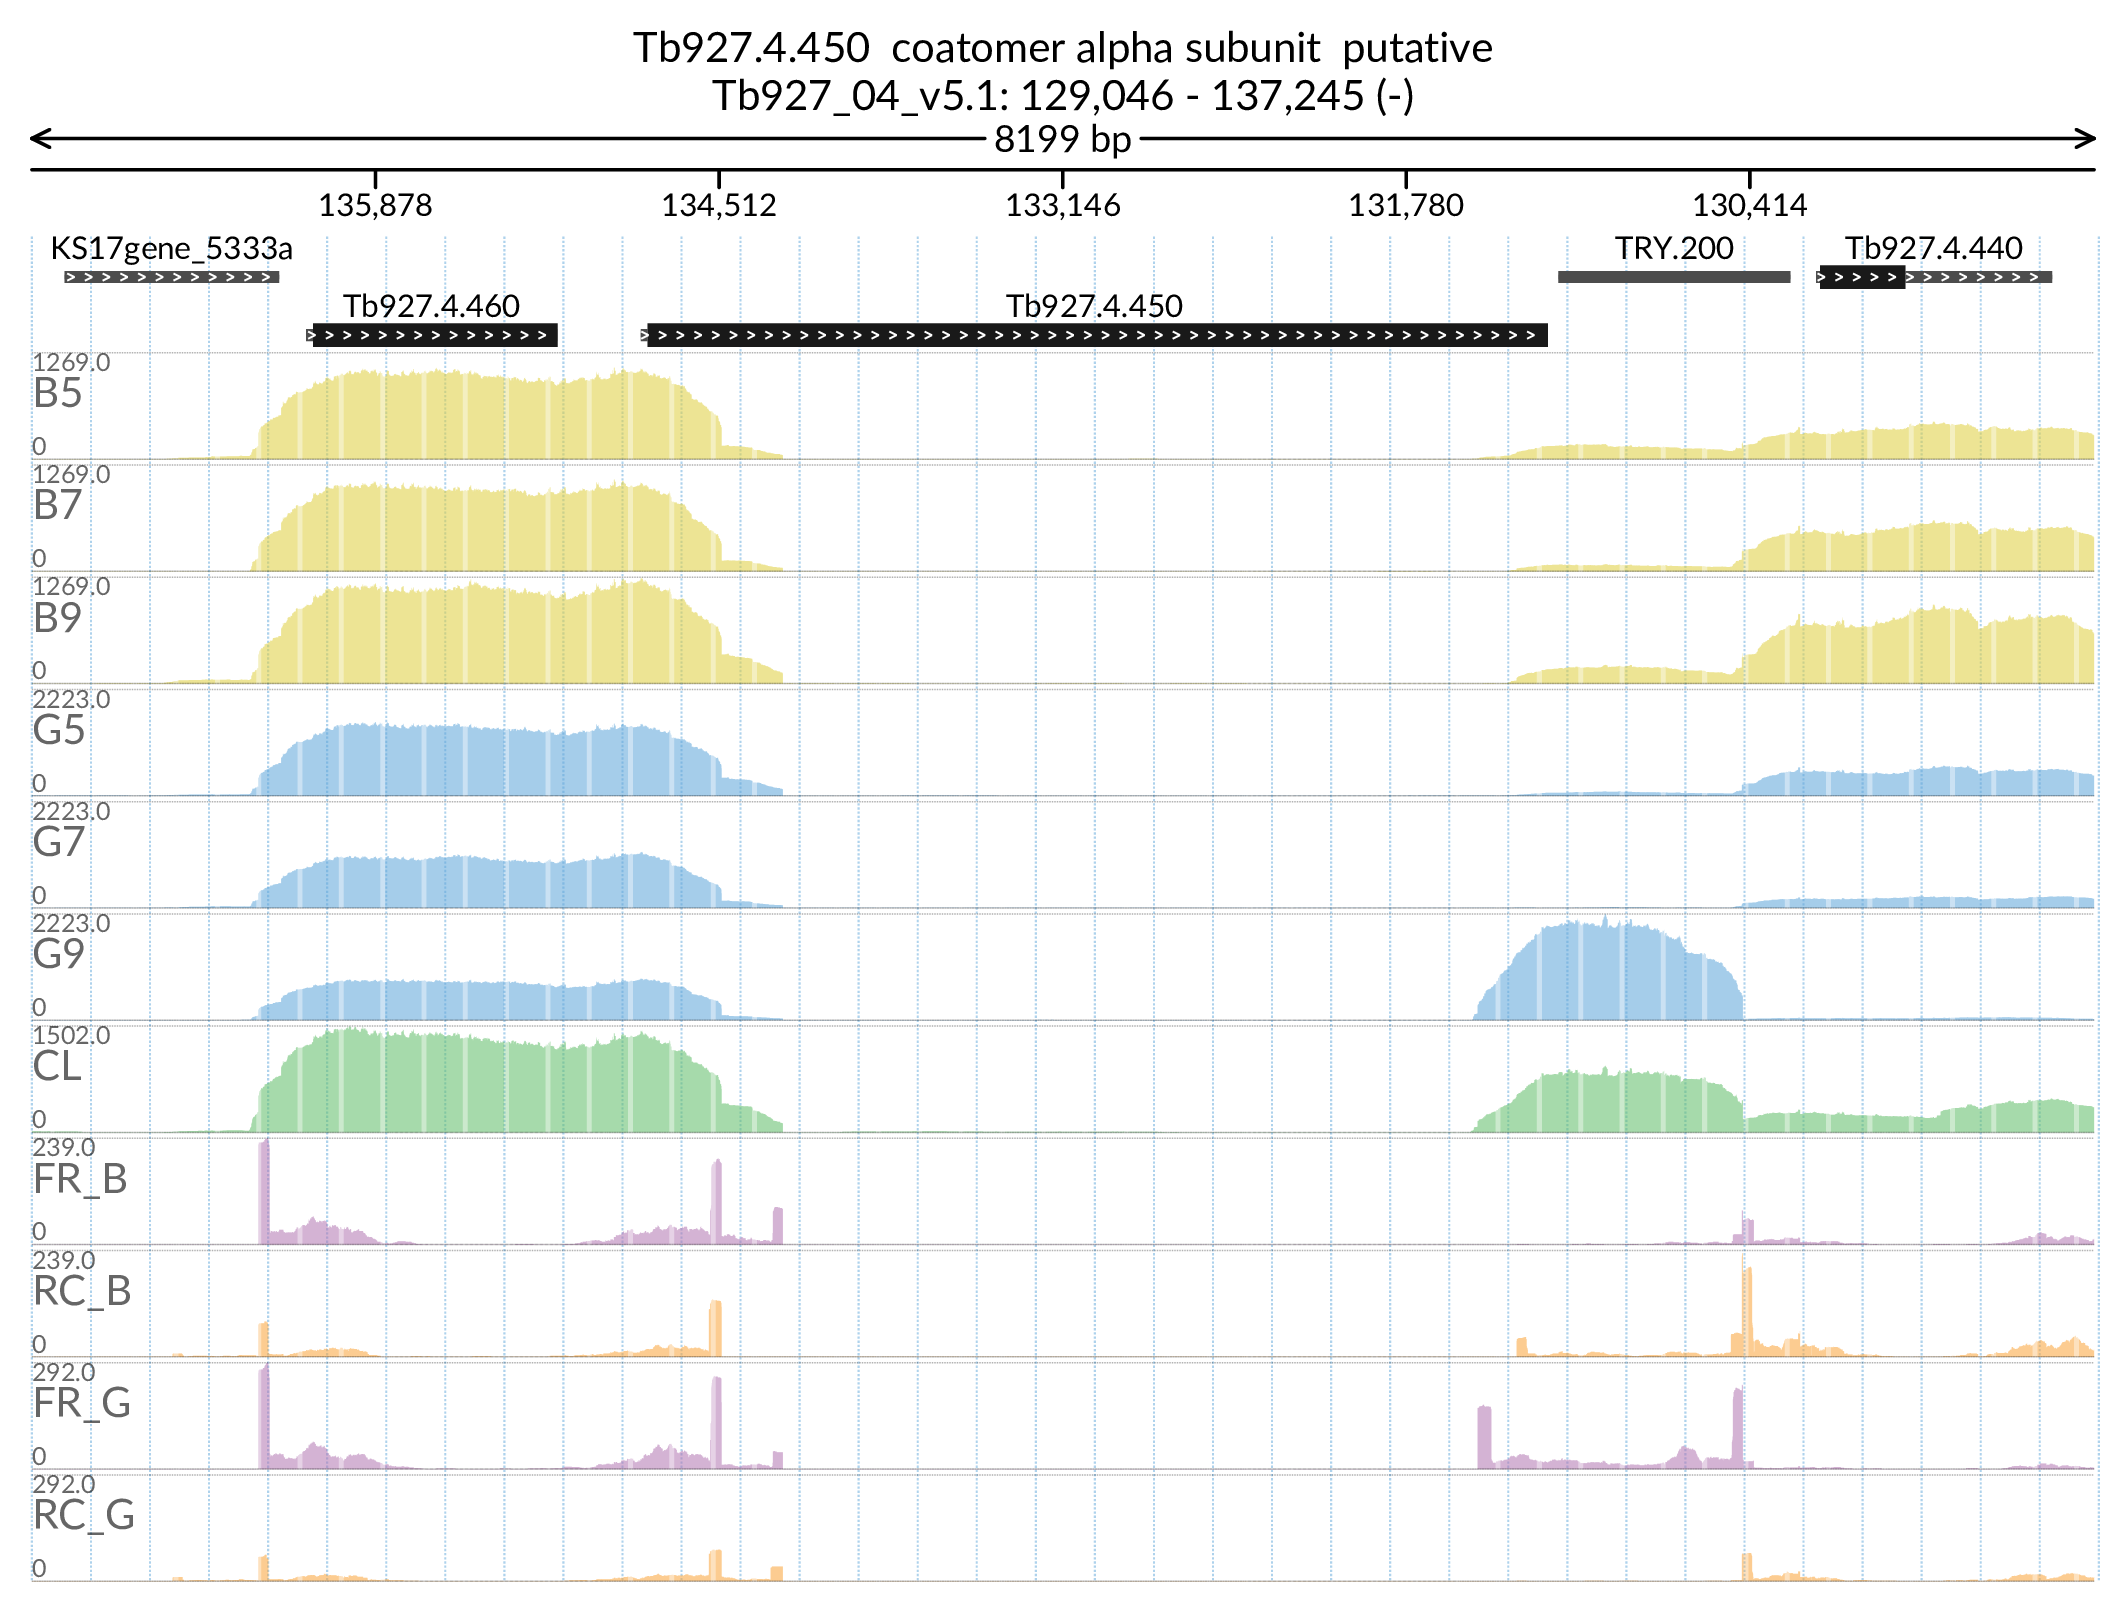 Tb927.4.450  coatomer alpha subunit  putative
Tb927_04_v5.1: 129,046 - 137,245 (-)
8199 bp
135,878 134,512 133,146 131,780 130,414
KS17gene_5333a TRY.200 Tb927.4.440
Tb927.4.460 Tb927.4.450
1269.0
B5
0
1269.0
B7
0
1269.0
B9
0
2223.0
G5
0
2223.0
G7
0
2223.0
G9
0
1502.0
CL
0
239.0
FR_B
0
239.0
RC_B
0
292.0
FR_G
0
292.0
RC_G
0